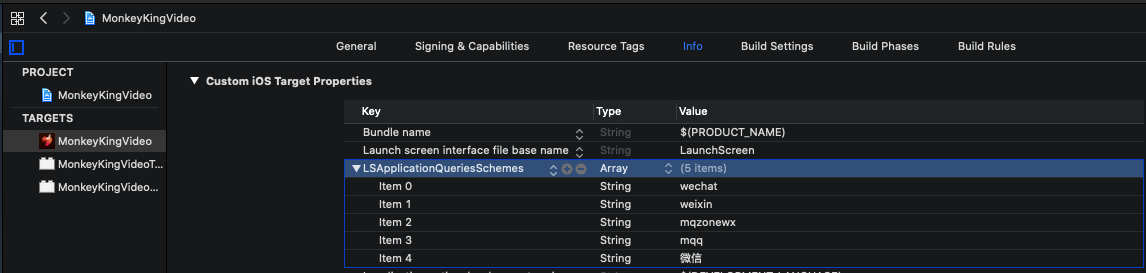 MonkeyKingVideo
General Signing & Capabilities Resource Tags Info Build Settings Build Phases Build Rules
PROJECT
MonkeyKingVideo
TARGETS
MonkeyKingVideo
MonkeyKingVideoT...
MonkeyKingVideo...
Custom iOS Target Properties
Key Type Value
Bundle name String $(PRODUCT_NAME)
Launch screen interface file base name String LaunchScreen
LSApplicationQueriesSchemes Array (5 items)
Item 0 String wechat
Item 1 String weixin
Item 2 String mqzonewx
Item 3 String mqq
Item 4 String 微信